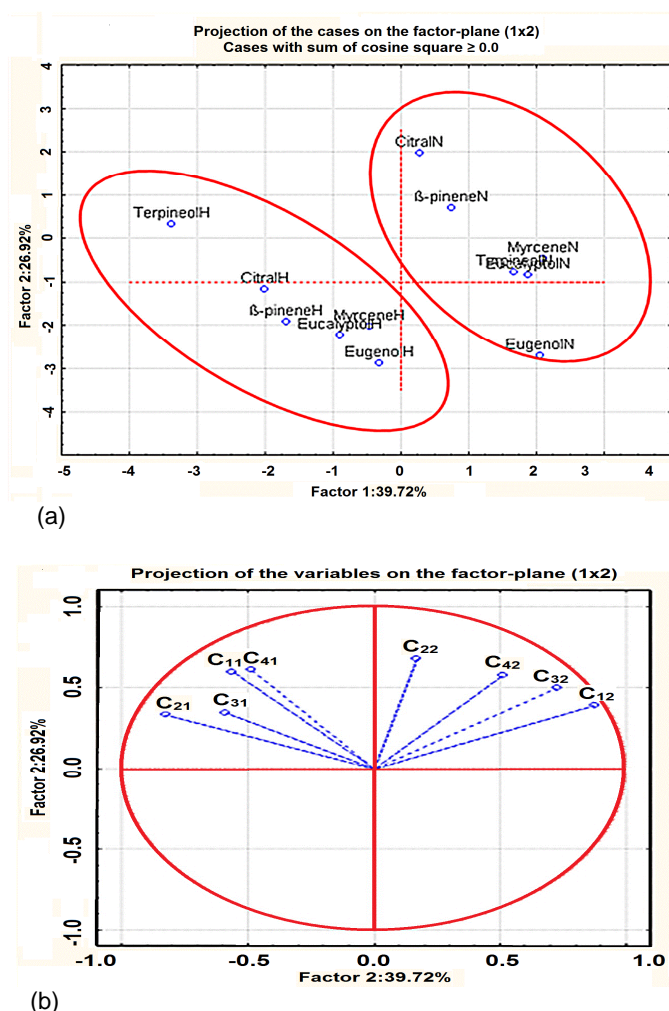 Projection of the cases on the factor-plane (1x2)
Cases with sum of cosine square ≥ 0.0
4
3
2
1
0
-1
-2
-3
-4
Factor 2:26.92%
CitralN
ß-pineneN
TerpineolH
MyrceneN
TerpineolN
EucalyptolN
CitralH
ß-pineneH
MyrceneH
EucalyptolH
EugenolH
EugenolN
-5 -4 -3 -2 -1 0 1 2 3 4
Factor 1:39.72%
(a)
Projection of the variables on the factor-plane (1x2)
1.0
0.5
0.0
-0.5
-1.0
Factor 2:26.92%
C22
C11 C41
C42
C32
C12
C21
C31
-1.0 -0.5 0.0 0.5 1.0
Factor 2:39.72%
(b)